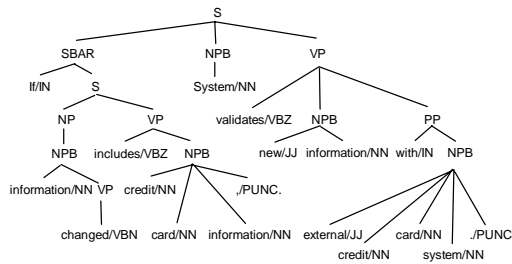 S
SBAR NPB VP
If/IN S System/NN validates/VBZ NPB PP
NP VP new/JJ information/NN with/IN NPB
NPB includes/VBZ NPB
information/NN VP credit/NN ,/PUNC.
changed/VBN card/NN information/NN external/JJ card/NN ./PUNC
credit/NN system/NN